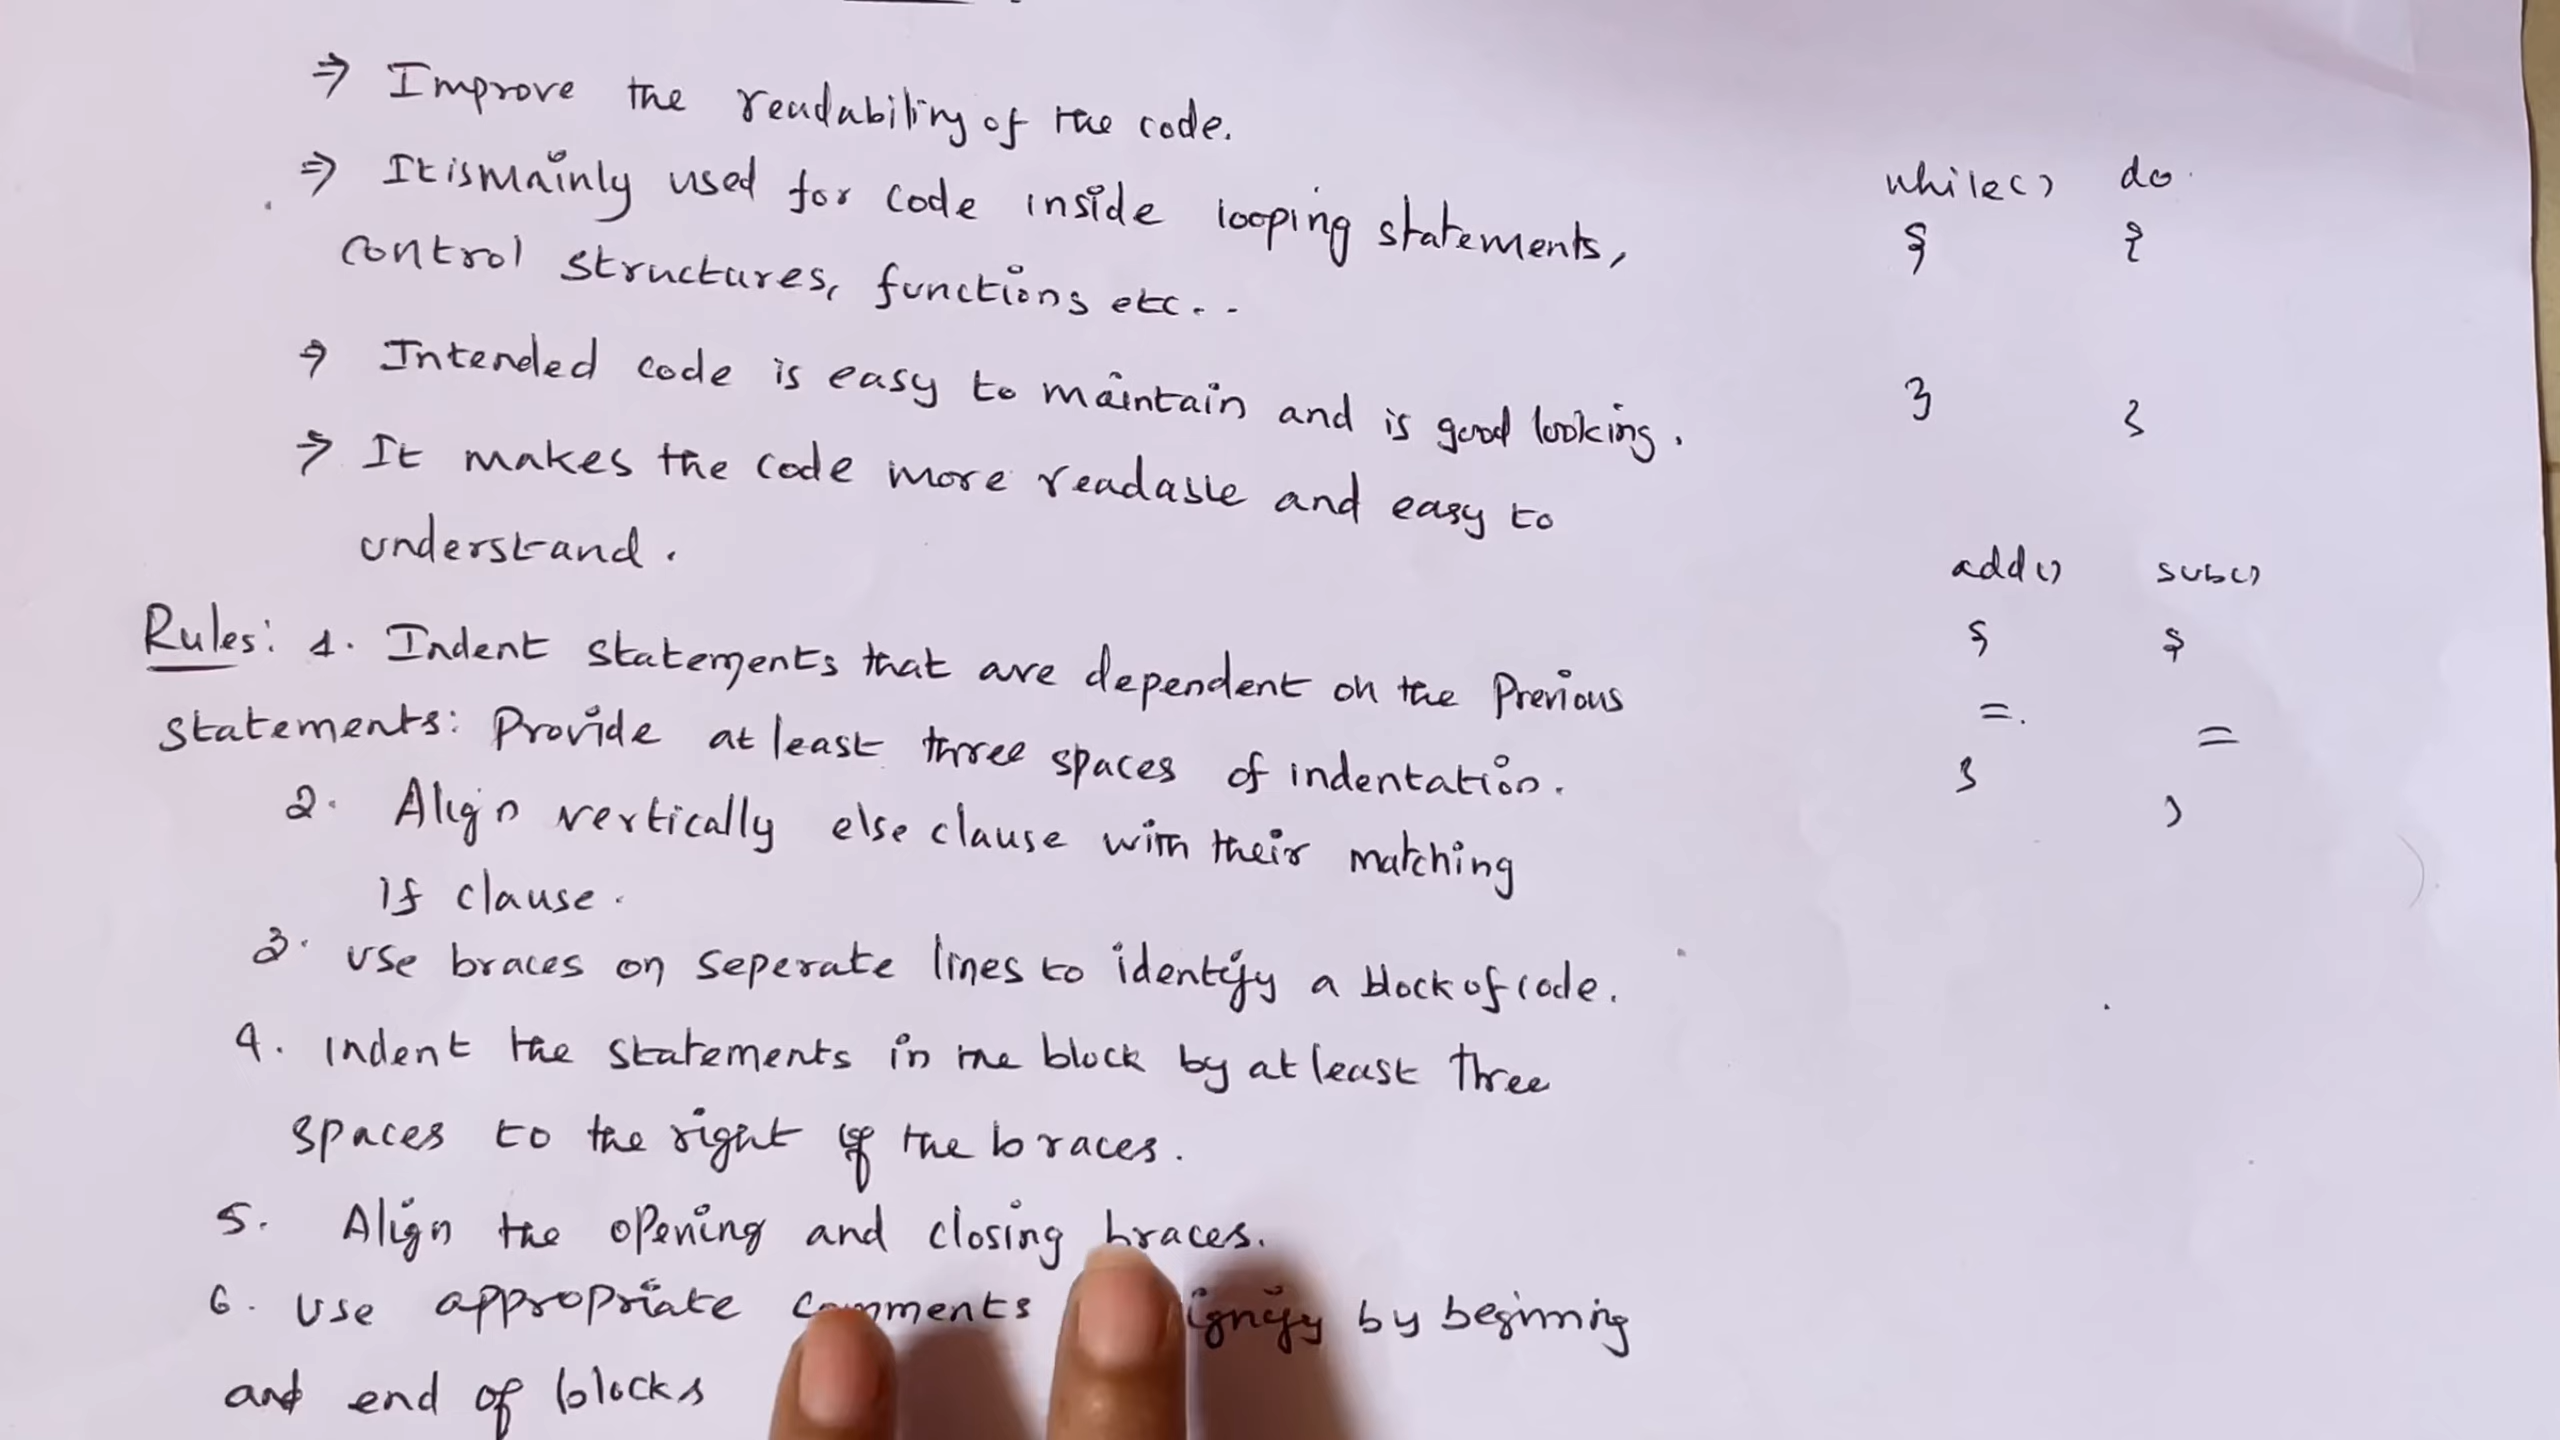 ⇒ Improve the readability of the code.
⇒ It is mainly used for code inside looping statements,
control structures, functions etc..
⇒ Intended code is easy to maintain and is good looking.
⇒ It makes the code more readable and easy to
understand.
Rules: 1. Indent statements that are dependent on the Previous
statements: Provide at least three spaces of indentation.
2. Align vertically else clause with their matching
if clause.
3. use braces on seperate lines to identify a block of code.
4. Indent the statements in the block by at least three
spaces to the right of the braces.
5. Align the opening and closing braces.
6. Use appropriate comments by beginning
and end of blocks
while() do
{ {
} }
add() sub()
{ {
= =
} }